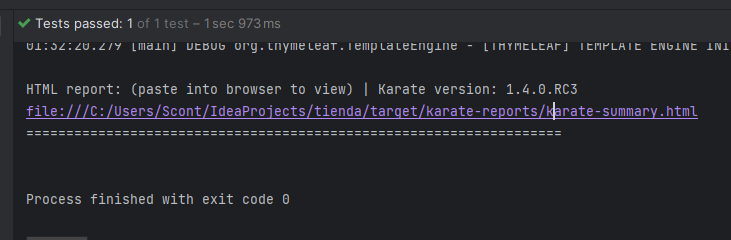 Tests passed: 1 of 1 test – 1 sec 973 ms
01:32:20.279 [main] DEBUG org.thymeleaf.TemplateEngine - [THYMELEAF] TEMPLATE ENGINE INI
HTML report: (paste into browser to view) | Karate version: 1.4.0.RC3
file:///C:/Users/Scont/IdeaProjects/tienda/target/karate-reports/karate-summary.html
===================================================================
Process finished with exit code 0